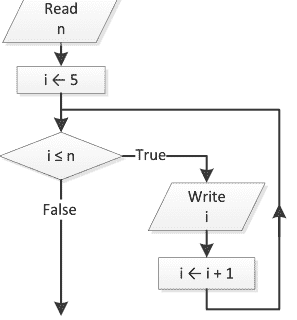 Read
n
i ← 5
i ≤ n
True
False
Write
i
i ← i + 1